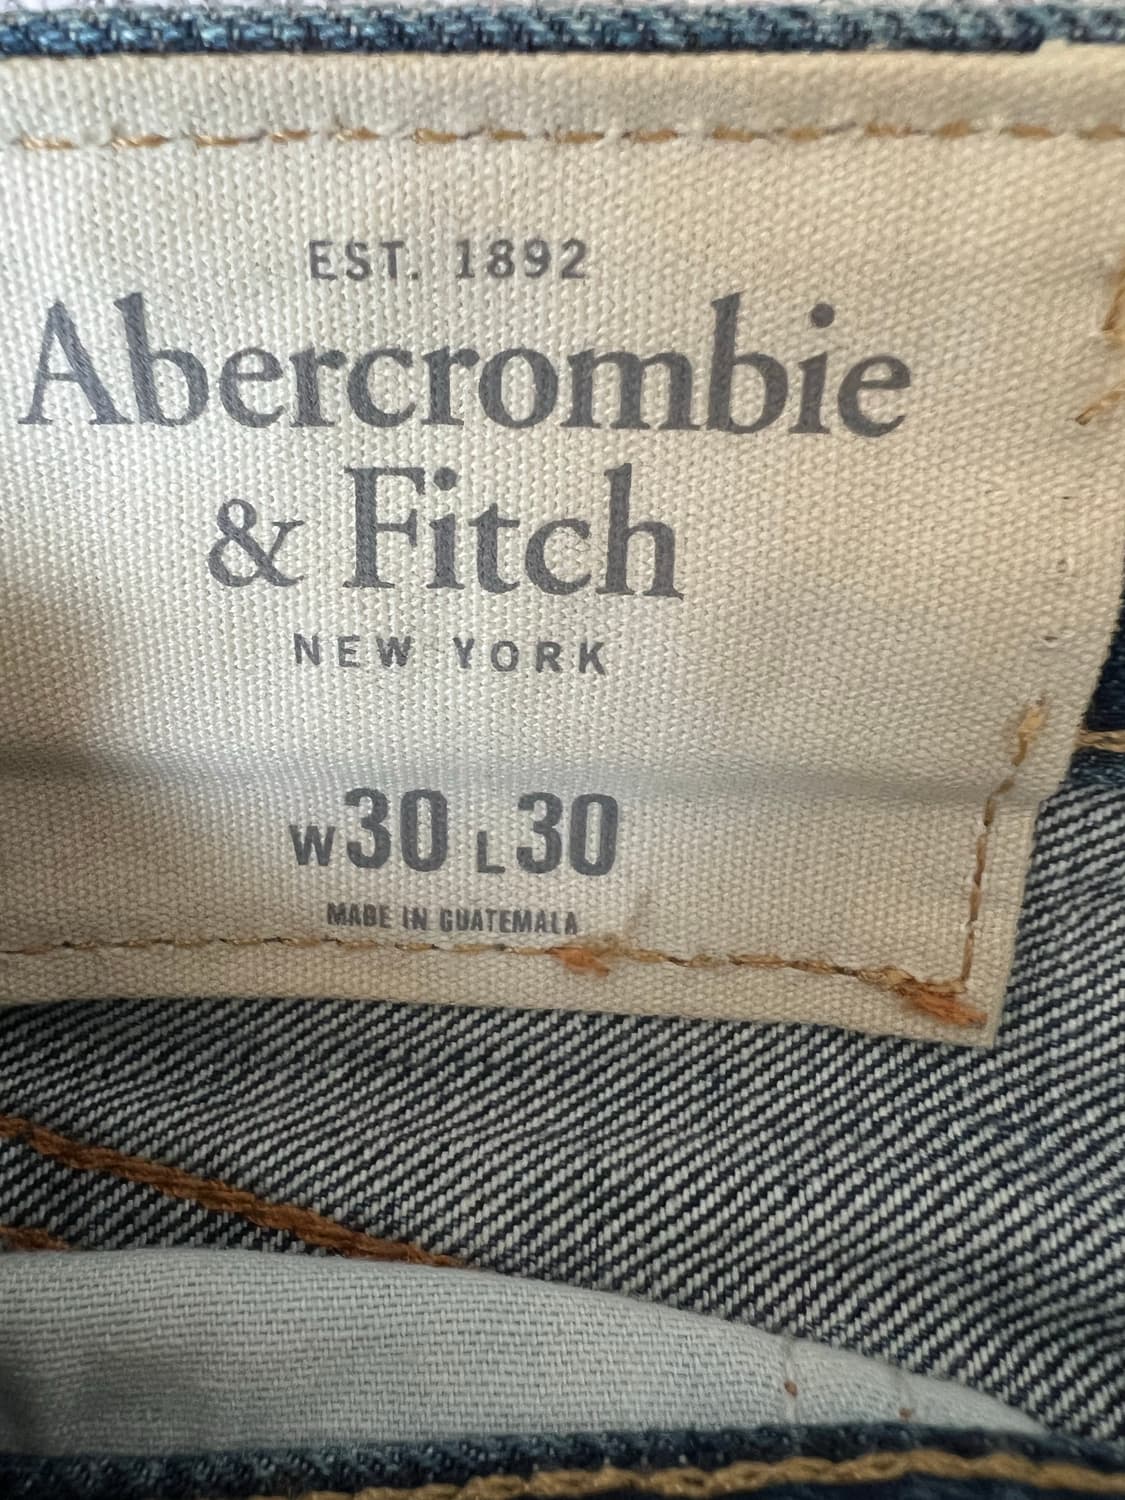 EST. 1892
Abercrombie
& Fitch
NEW YORK
W30 L30
MADE IN GUATEMALA